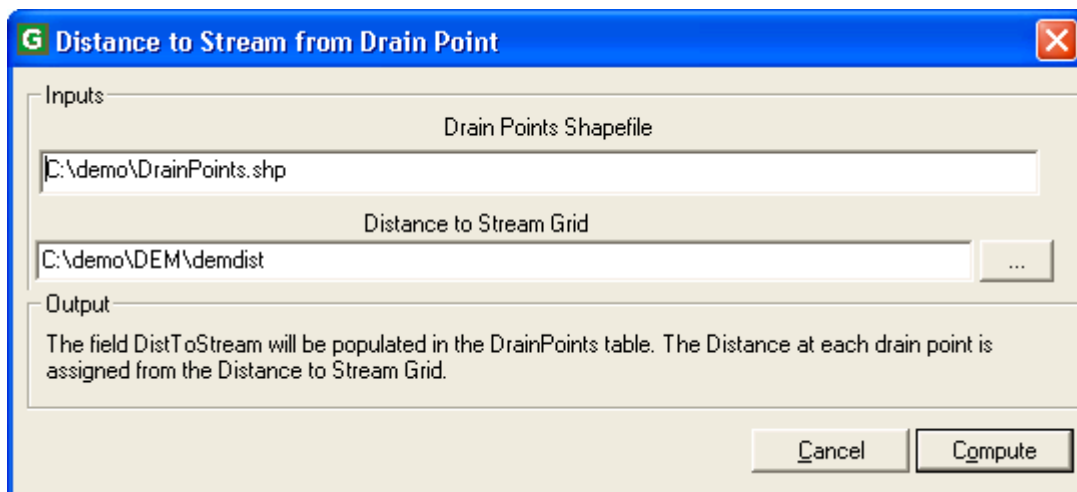 G Distance to Stream from Drain Point
Inputs
Drain Points Shapefile
C:\demo\DrainPoints.shp
Distance to Stream Grid
C:\demo\DEM\demdist
...
Output
The field DistToStream will be populated in the DrainPoints table. The Distance at each drain point is
assigned from the Distance to Stream Grid.
Cancel Compute